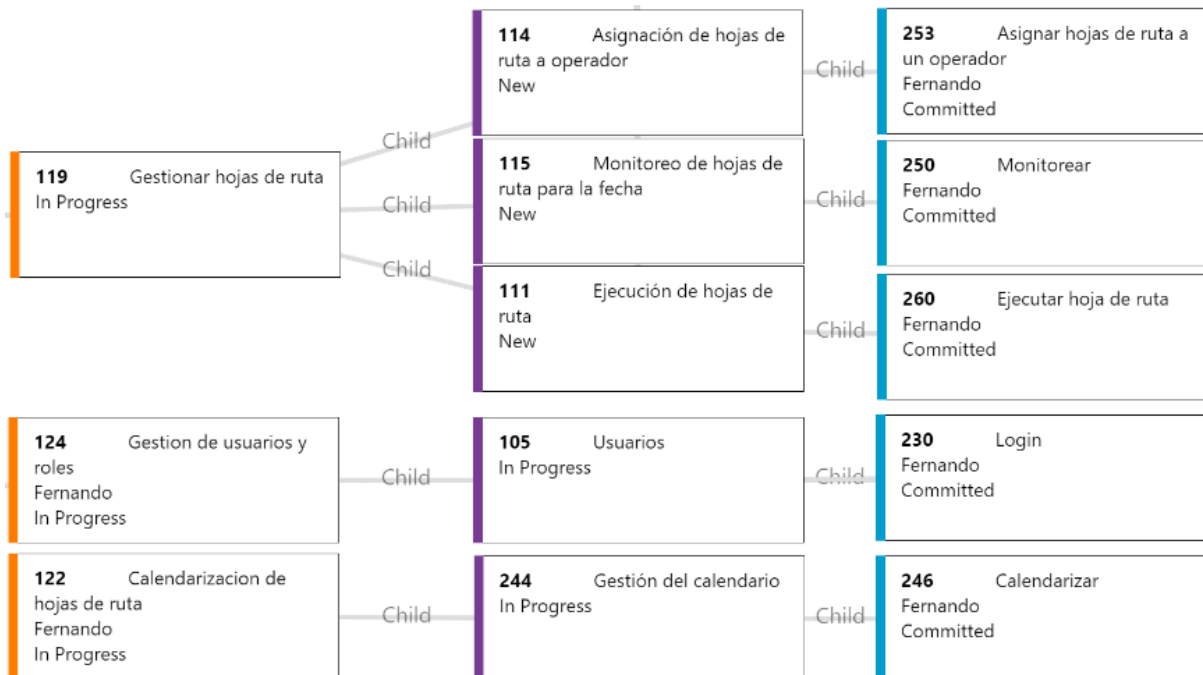 114 Asignación de hojas de
ruta a operador
New
Child
253 Asignar hojas de ruta a
un operador
Fernando
Committed
119 Gestionar hojas de ruta
In Progress
Child
Child
Child
115 Monitoreo de hojas de
ruta para la fecha
New
Child
250 Monitorear
Fernando
Committed
111 Ejecución de hojas de
ruta
New
Child
260 Ejecutar hoja de ruta
Fernando
Committed
124 Gestion de usuarios y
roles
Fernando
In Progress
Child
105 Usuarios
In Progress
Child
230 Login
Fernando
Committed
122 Calendarizacion de
hojas de ruta
Fernando
In Progress
Child
244 Gestión del calendario
In Progress
Child
246 Calendarizar
Fernando
Committed